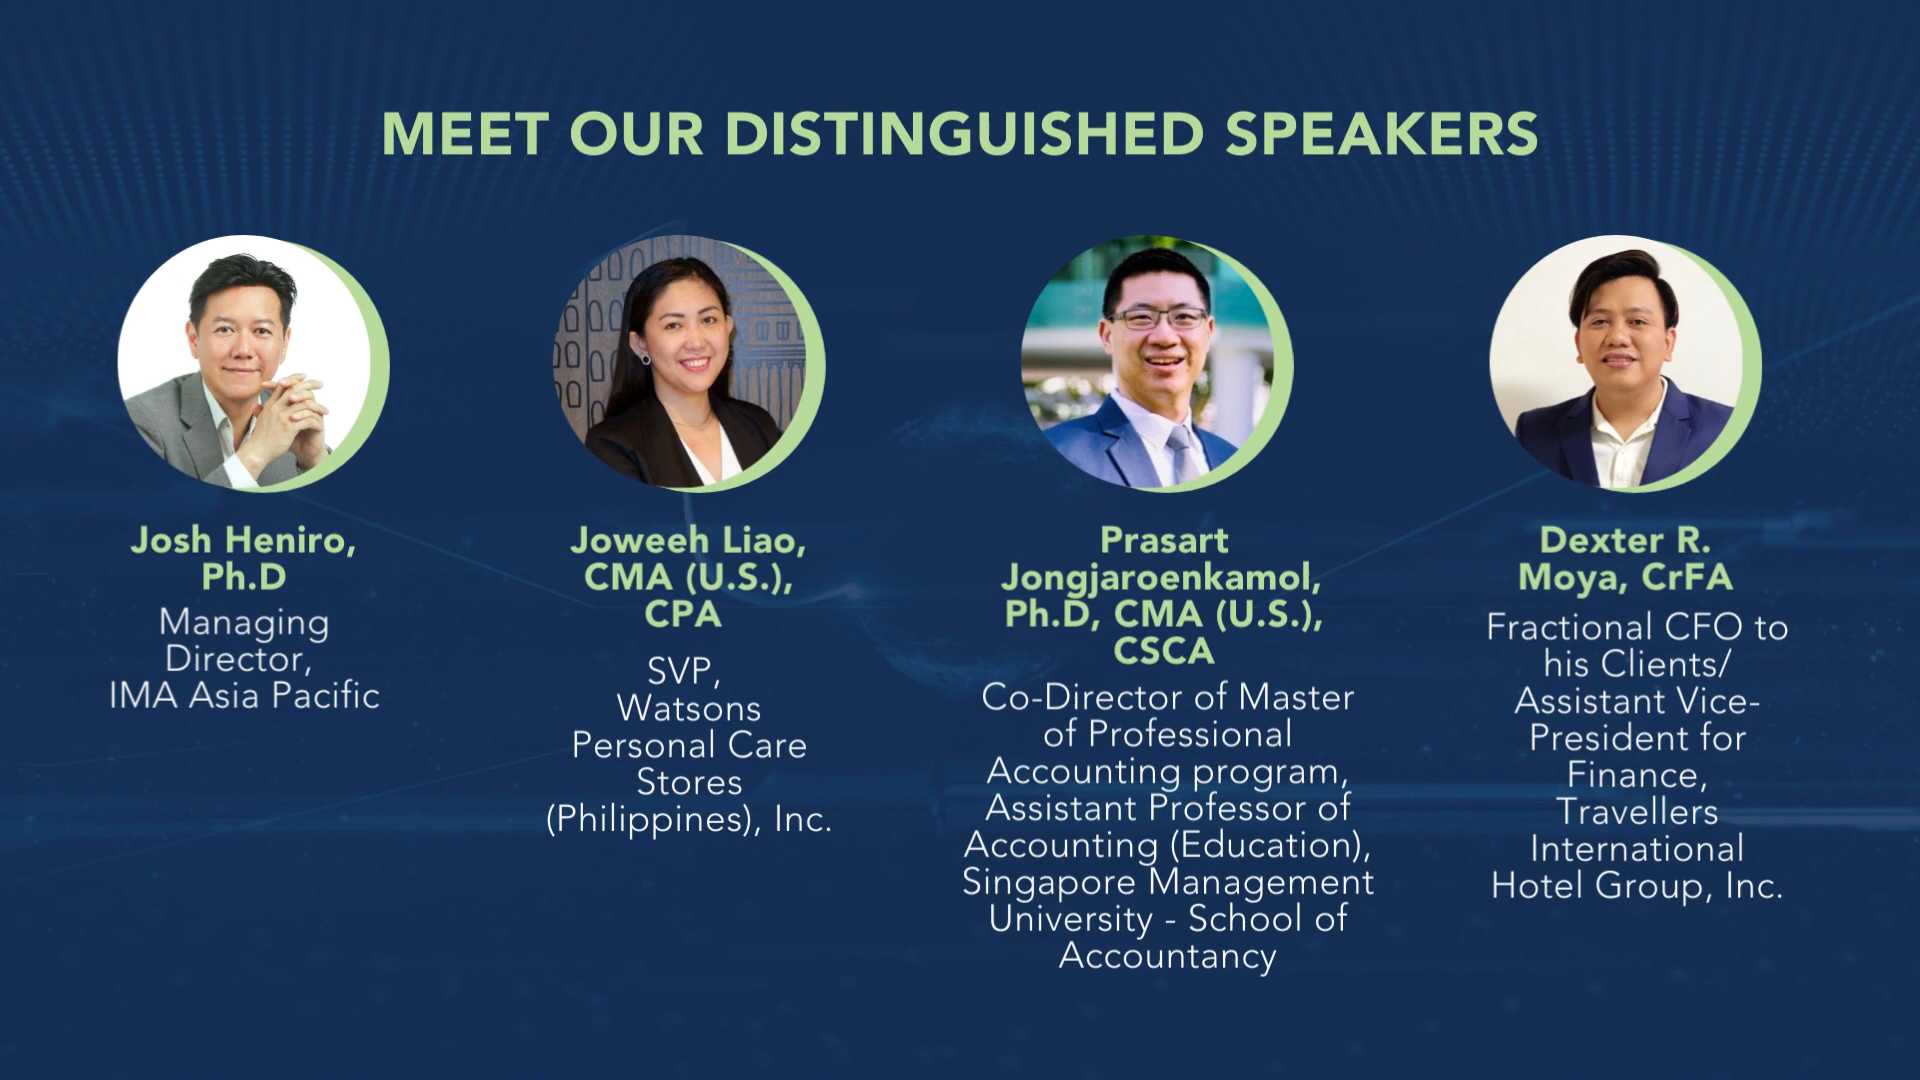 MEET OUR DISTINGUISHED SPEAKERS
Josh Heniro,
Ph.D
Managing
Director,
IMA Asia Pacific
Joweeh Liao,
CMA (U.S.),
CPA
SVP,
Watsons
Personal Care
Stores
(Philippines), Inc.
Prasart
Jongjaroenkamol,
Ph.D, CMA (U.S.),
CSCA
Co-Director of Master
of Professional
Accounting program,
Assistant Professor of
Accounting (Education),
Singapore Management
University - School of
Accountancy
Dexter R.
Moya, CrFA
Fractional CFO to
his Clients/
Assistant Vice-
President for
Finance,
Travellers
International
Hotel Group, Inc.